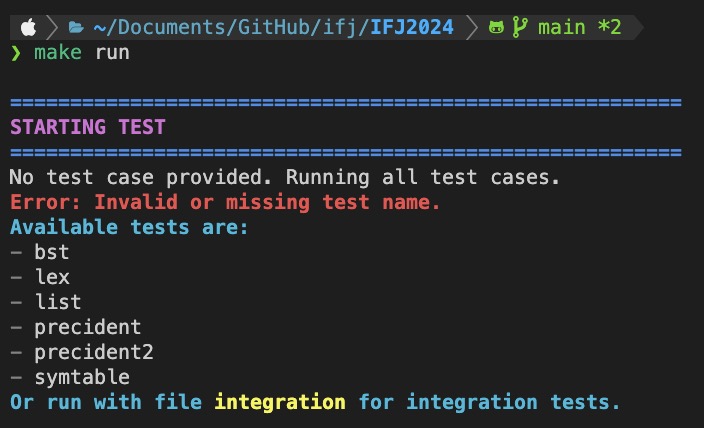 ~/Documents/GitHub/ifj/IFJ2024 main *2
❯ make run
========================================================
STARTING TEST
========================================================
No test case provided. Running all test cases.
Error: Invalid or missing test name.
Available tests are:
- bst
- lex
- list
- precident
- precident2
- symtable
Or run with file integration for integration tests.